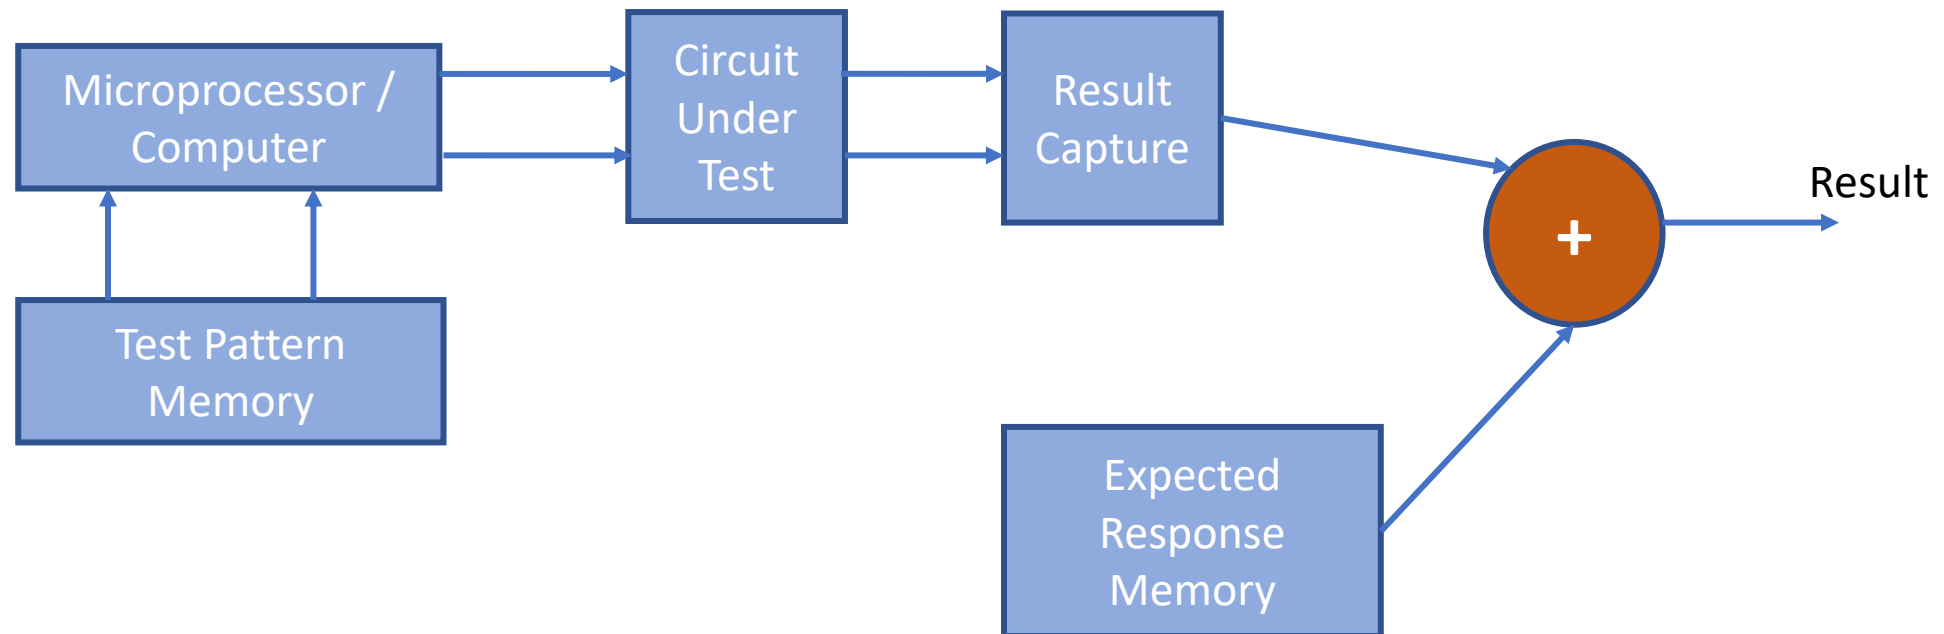 Microprocessor /
Computer
Circuit
Under
Test
Result
Capture
+
Result
Test Pattern
Memory
Expected
Response
Memory